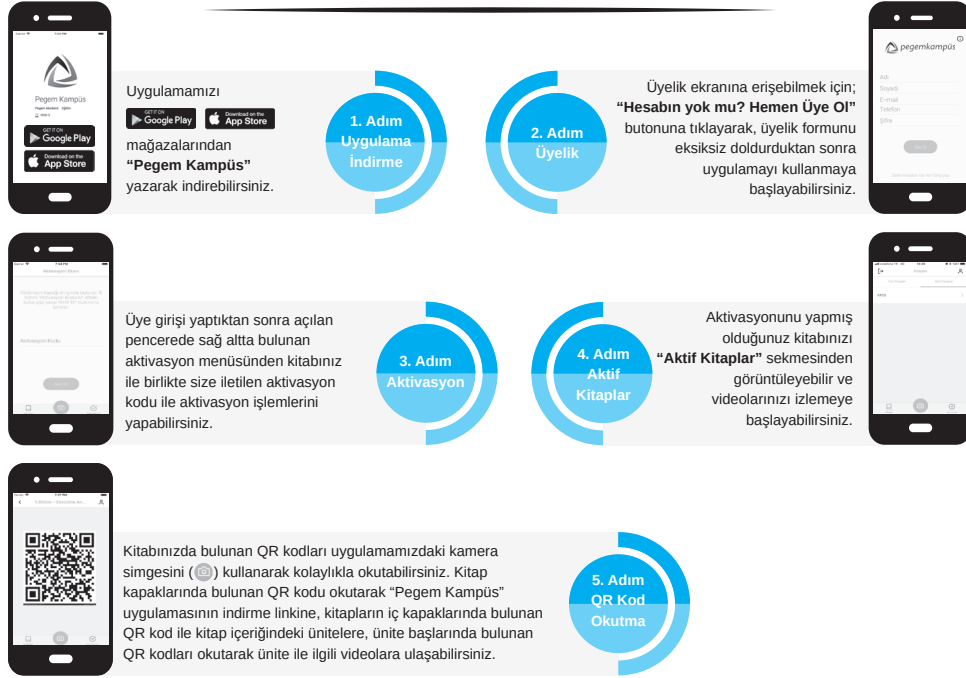 Pegem Kampüs
GET IT ON
Google Play
Download on the
App Store
Uygulamamızı
GET IT ON
Google Play
Download on the
App Store
mağazalarından
“Pegem Kampüs”
yazarak indirebilirsiniz.
1. Adım
Uygulama
İndirme
2. Adım
Üyelik
Üyelik ekranına erişebilmek için;
“Hesabın yok mu? Hemen Üye Ol”
butonuna tıklayarak, üyelik formunu
eksiksiz doldurduktan sonra
uygulamayı kullanmaya
başlayabilirsiniz.
pegemkampüs
Adı
Soyadı
E-mail
Telefon
Şifre
Aktivasyon Ekranı
Aktivasyon Kodu
Üye girişi yaptıktan sonra açılan
pencerede sağ altta bulunan
aktivasyon menüsünden kitabınız
ile birlikte size iletilen aktivasyon
kodu ile aktivasyon işlemlerini
yapabilirsiniz.
3. Adım
Aktivasyon
4. Adım
Aktif
Kitaplar
Aktivasyonunu yapmış
olduğunuz kitabınızı
“Aktif Kitaplar” sekmesinden
görüntüleyebilir ve
videolarınızı izlemeye
başlayabilirsiniz.
Kitabınızda bulunan QR kodları uygulamamızdaki kamera
simgesini ( ) kullanarak kolaylıkla okutabilirsiniz. Kitap
kapaklarında bulunan QR kodu okutarak “Pegem Kampüs”
uygulamasının indirme linkine, kitapların iç kapaklarında bulunan
QR kod ile kitap içeriğindeki ünitelere, ünite başlarında bulunan
QR kodları okutarak ünite ile ilgili videolara ulaşabilirsiniz.
5. Adım
QR Kod
Okutma